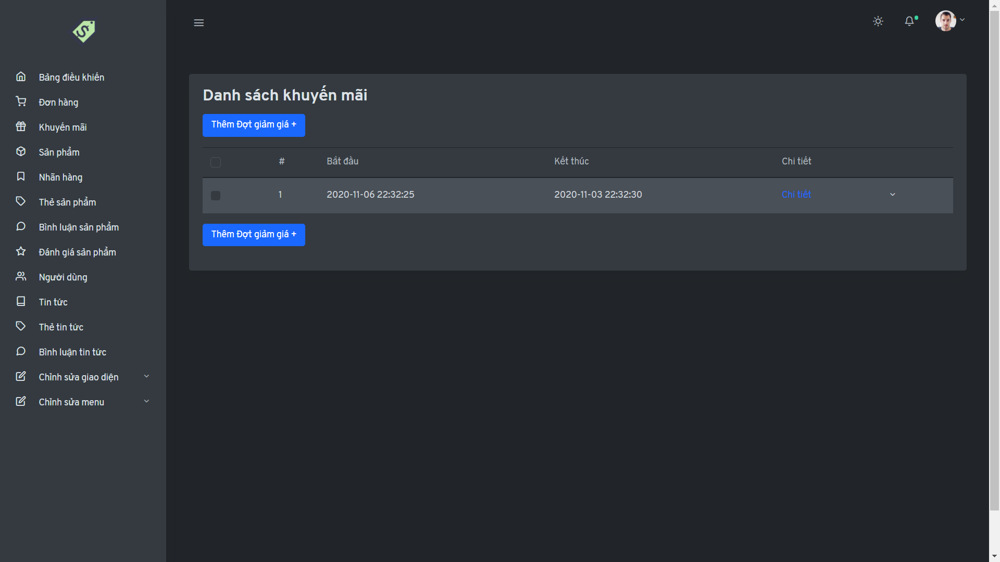 Bảng điều khiến
Đơn hàng
Khuyến mãi
Sản phẩm
Nhãn hàng
Thẻ sản phẩm
Bình luận sản phẩm
Đánh giá sản phẩm
Người dùng
Tin tức
Thẻ tin tức
Bình luận tin tức
Chỉnh sửa giao diện
Chỉnh sửa menu
Danh sách khuyến mãi
Thêm Đợt giảm giá +
# Bắt đầu Kết thúc Chi tiết
1 2020-11-06 22:32:25 2020-11-03 22:32:30 Chi tiết
Thêm Đợt giảm giá +